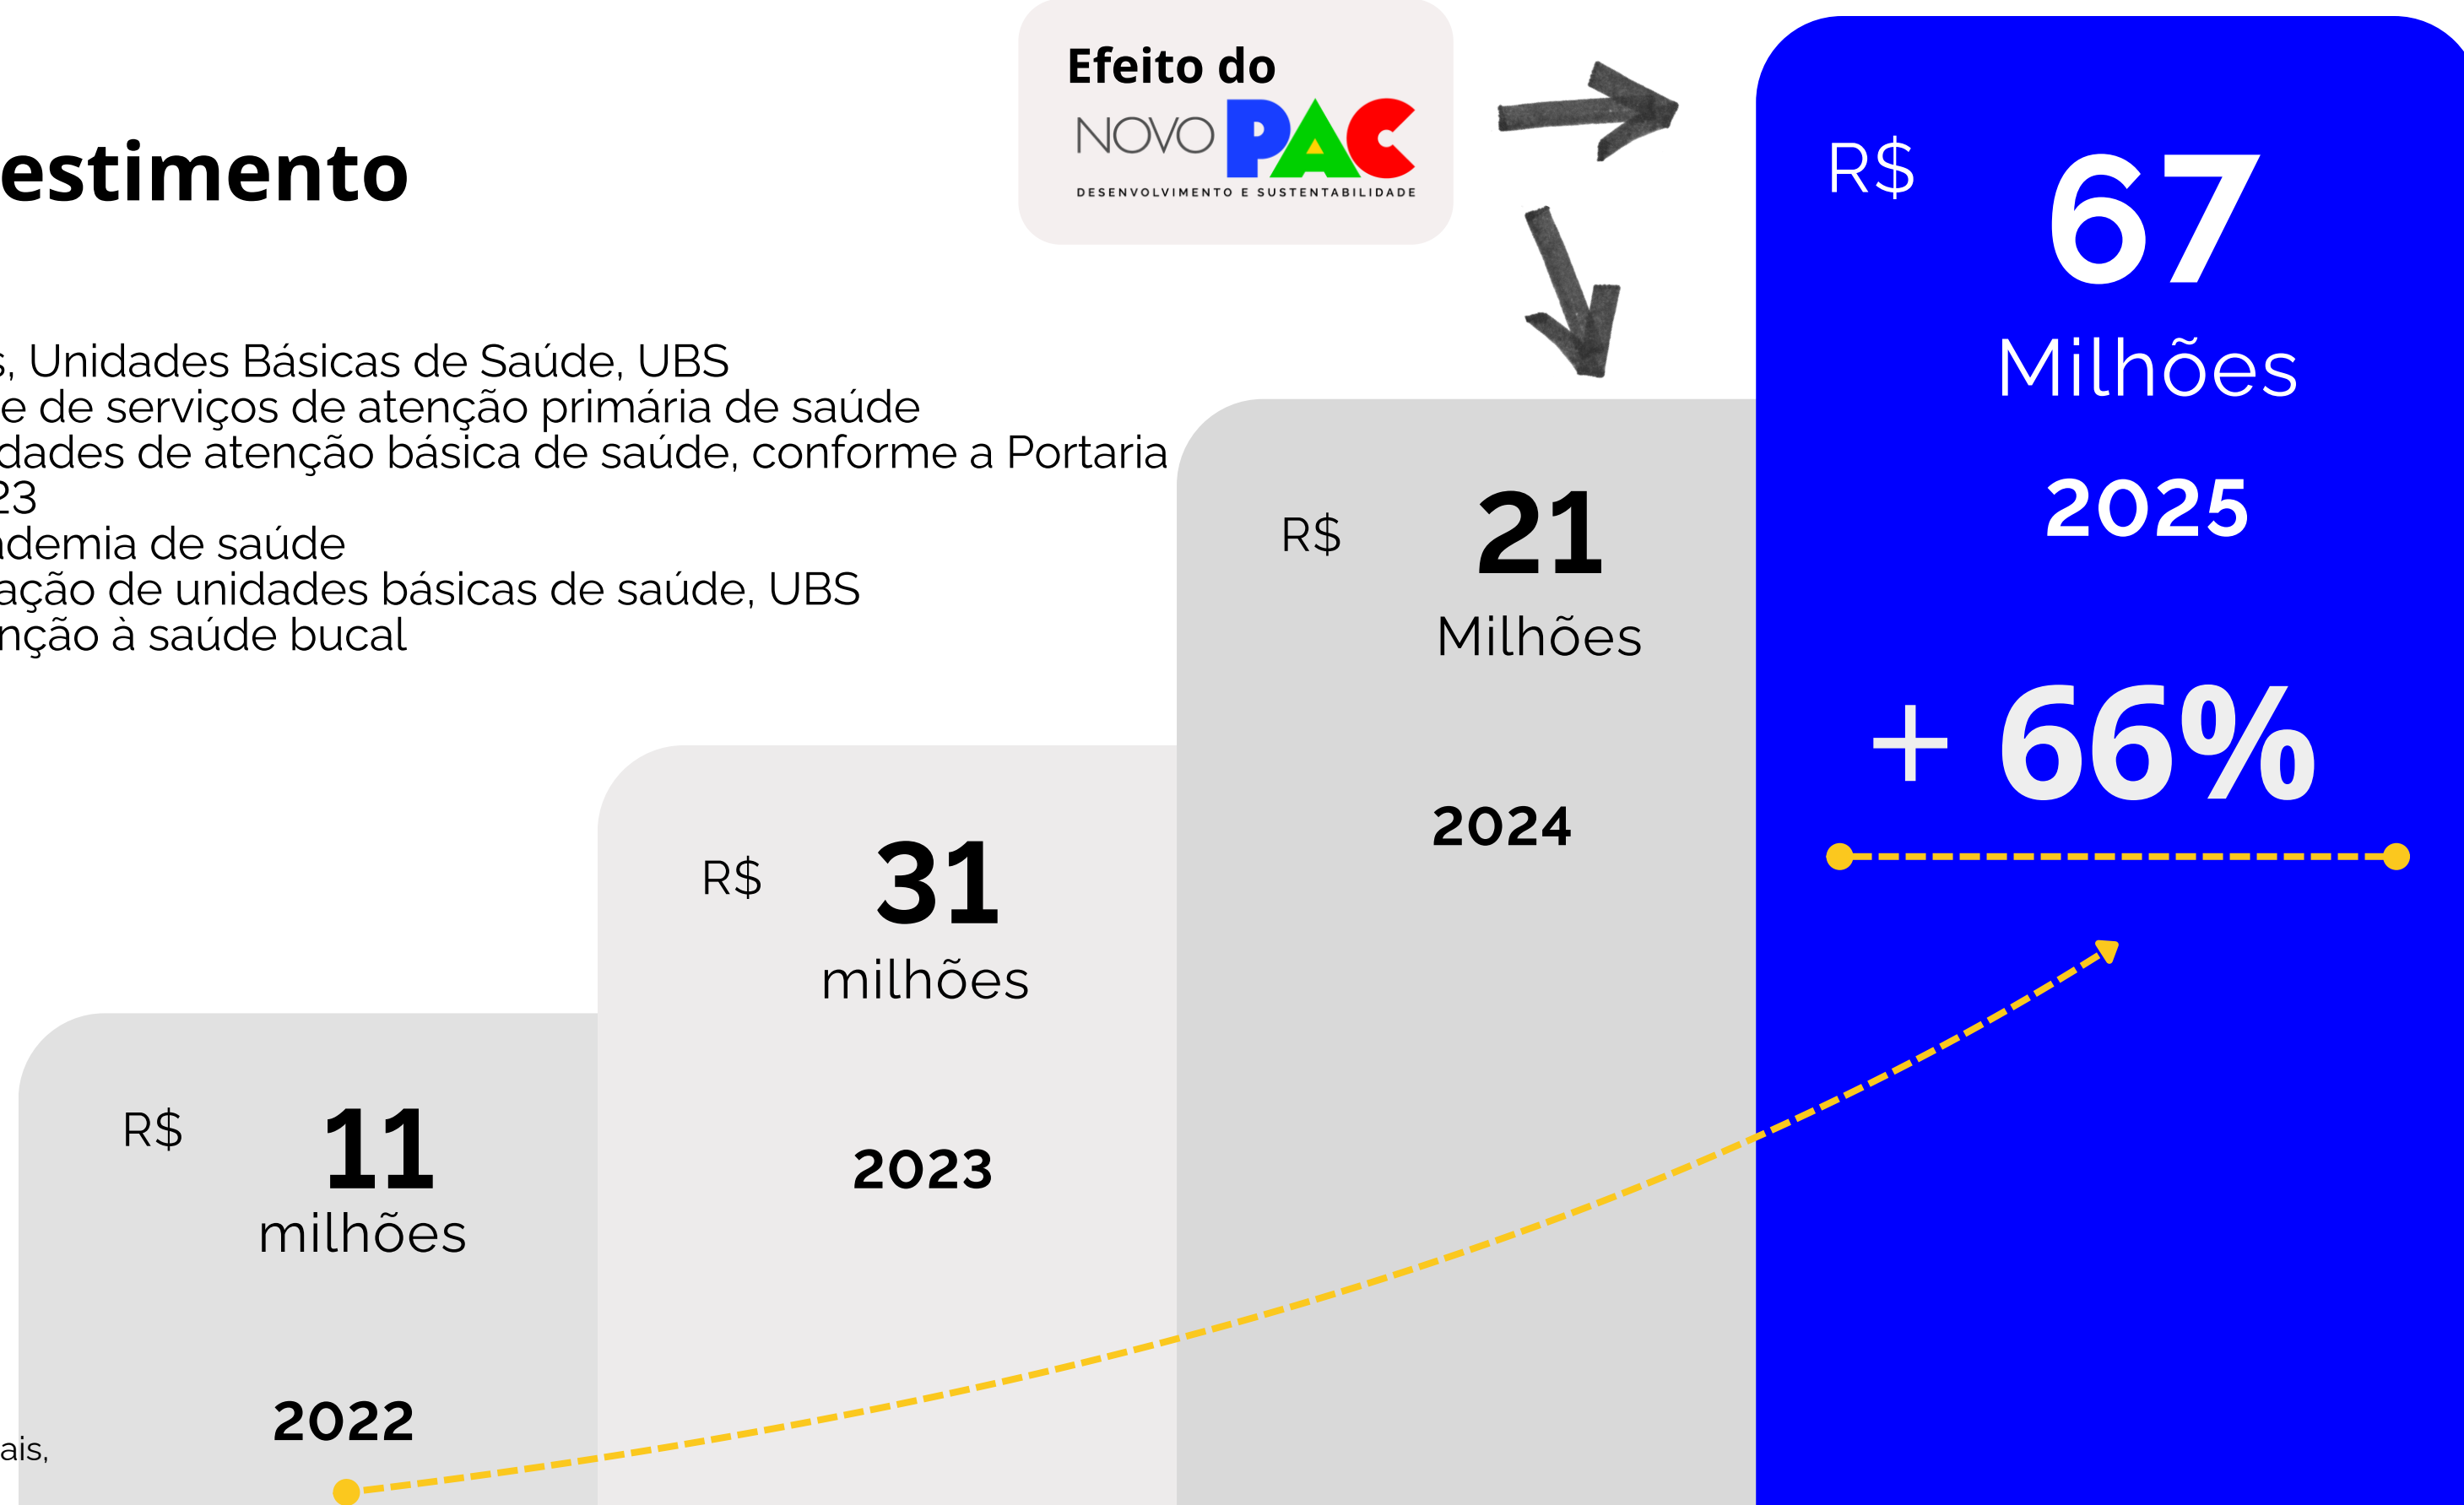 Efeito do
NOVO PAC
DESENVOLVIMENTO E SUSTENTABILIDADE
estimento
s, Unidades Básicas de Saúde, UBS
e de serviços de atenção primária de saúde
dades de atenção básica de saúde, conforme a Portaria
23
ademia de saúde
ação de unidades básicas de saúde, UBS
nção à saúde bucal
R$ 67
Milhões
2025
+ 66%
R$ 21
Milhões
2024
R$ 31
milhões
2023
R$ 11
milhões
2022
ais,